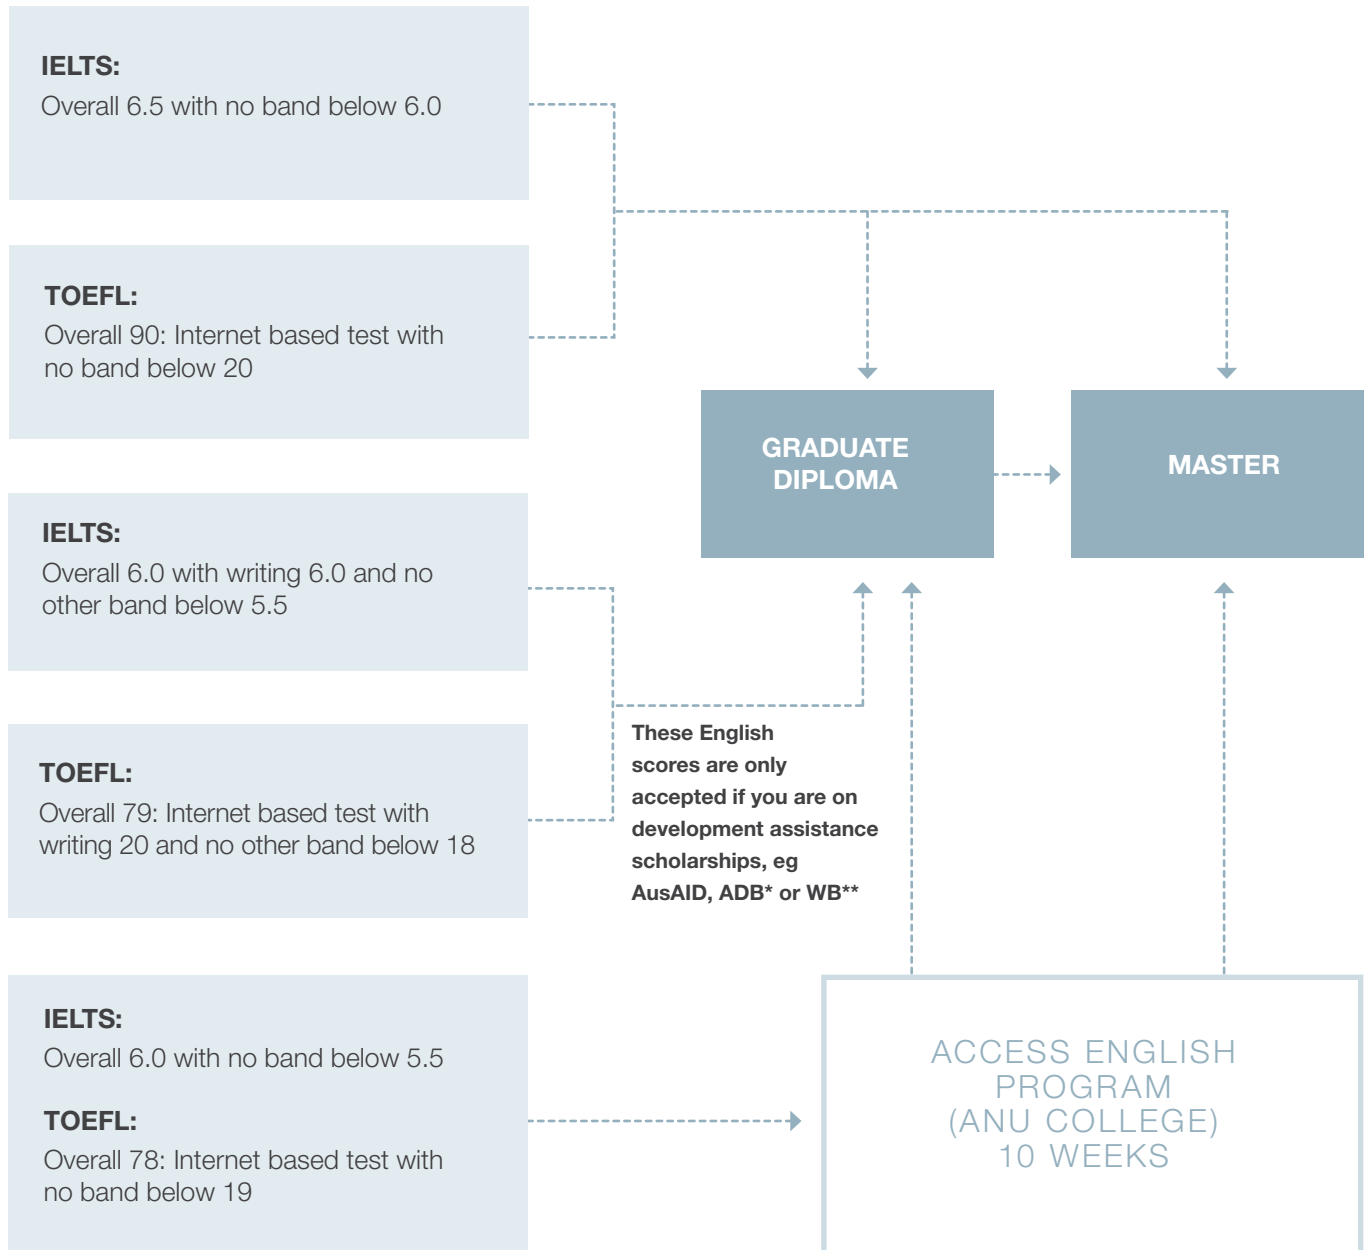 IELTS:
Overall 6.5 with no band below 6.0
TOEFL:
Overall 90: Internet based test with
no band below 20
GRADUATE
DIPLOMA
MASTER
IELTS:
Overall 6.0 with writing 6.0 and no
other band below 5.5
TOEFL:
Overall 79: Internet based test with
writing 20 and no other band below 18
These English
scores are only
accepted if you are on
development assistance
scholarships, eg
AusAID, ADB* or WB**
IELTS:
Overall 6.0 with no band below 5.5
TOEFL:
Overall 78: Internet based test with
no band below 19
ACCESS ENGLISH
PROGRAM
(ANU COLLEGE)
10 WEEKS